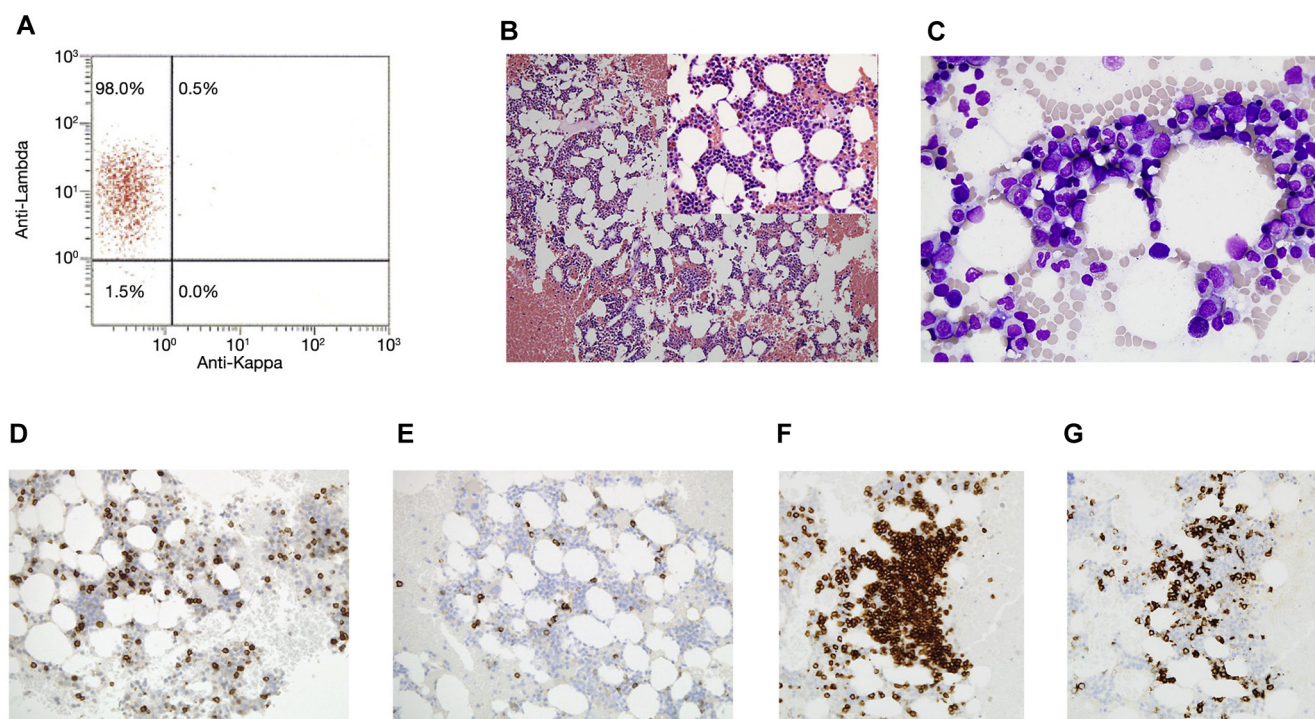 A
B
C
10³
98.0%
0.5%
10²
Anti-Lambda
10¹
10⁰
1.5%
0.0%
10⁰
10¹
10²
10³
Anti-Kappa
D
E
F
G